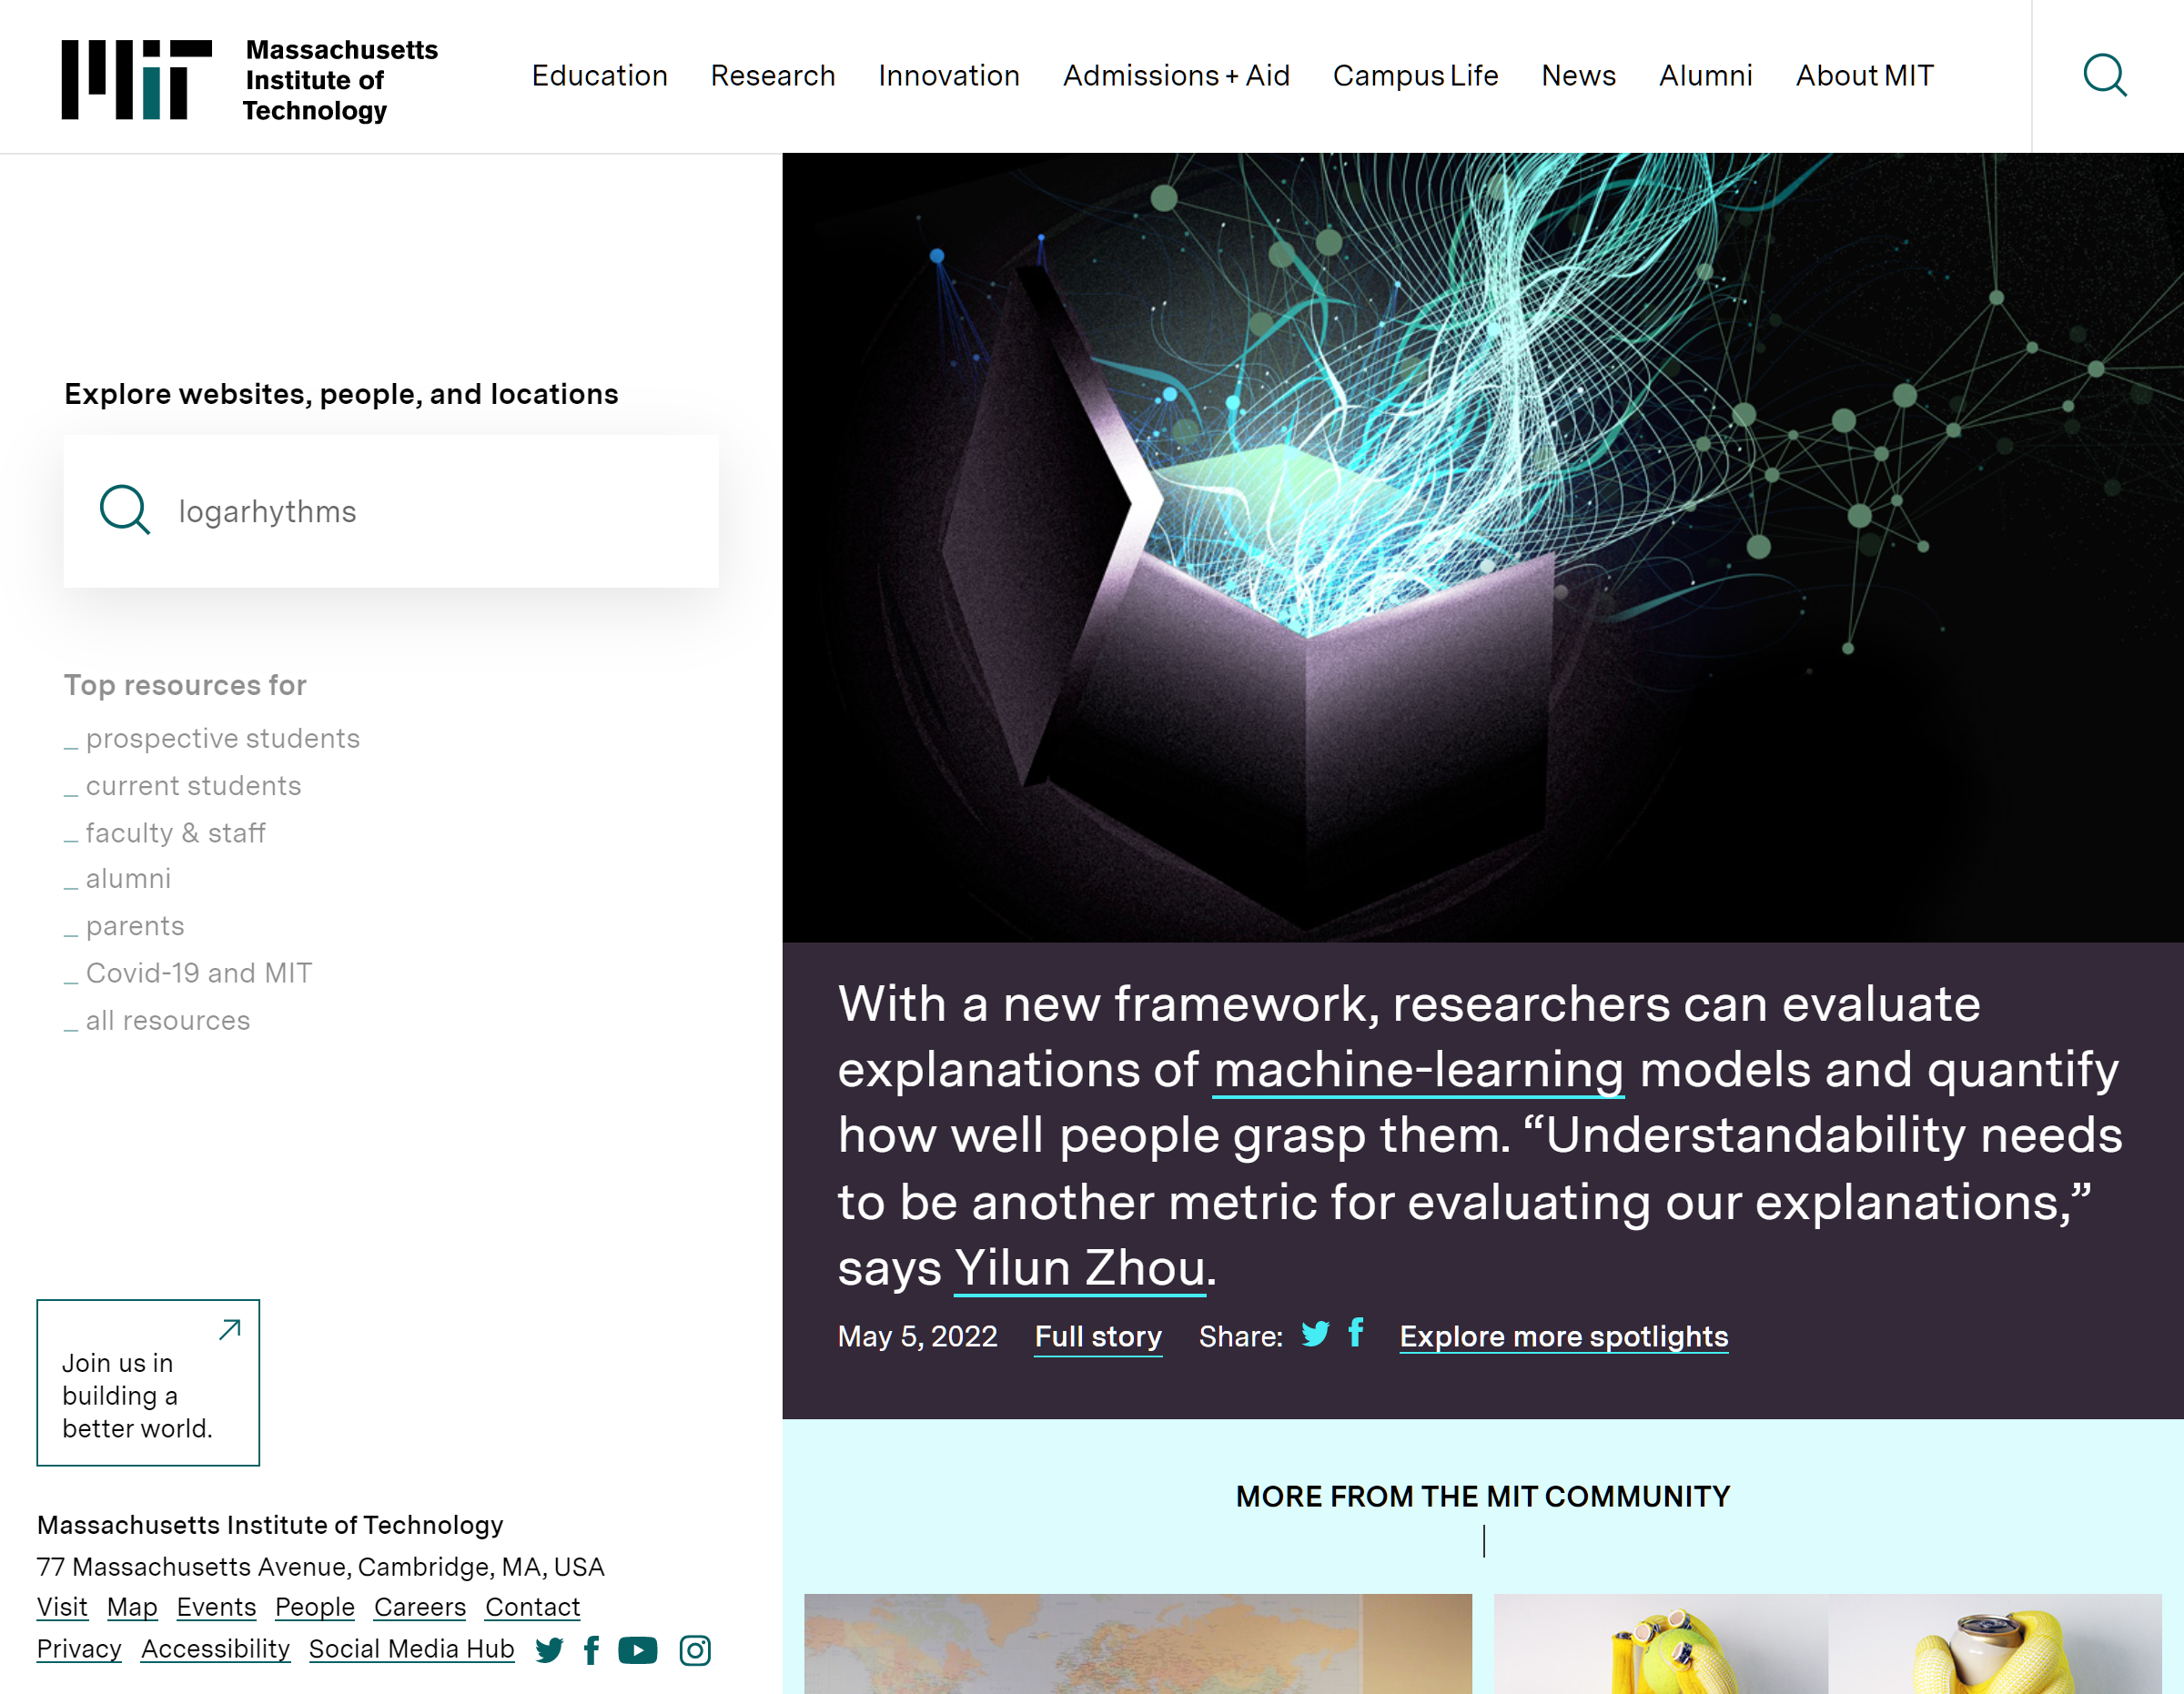 MIT Massachusetts
Institute of
Technology
Education Research Innovation Admissions + Aid Campus Life News Alumni About MIT
Explore websites, people, and locations
logarhythms
Top resources for
_ prospective students
_ current students
_ faculty & staff
_ alumni
_ parents
_ Covid-19 and MIT
_ all resources
Join us in
building a
better world.
Massachusetts Institute of Technology
77 Massachusetts Avenue, Cambridge, MA, USA
Visit Map Events People Careers Contact
Privacy Accessibility Social Media Hub
With a new framework, researchers can evaluate
explanations of machine-learning models and quantify
how well people grasp them. “Understandability needs
to be another metric for evaluating our explanations,”
says Yilun Zhou.
May 5, 2022 Full story Share: Explore more spotlights
MORE FROM THE MIT COMMUNITY